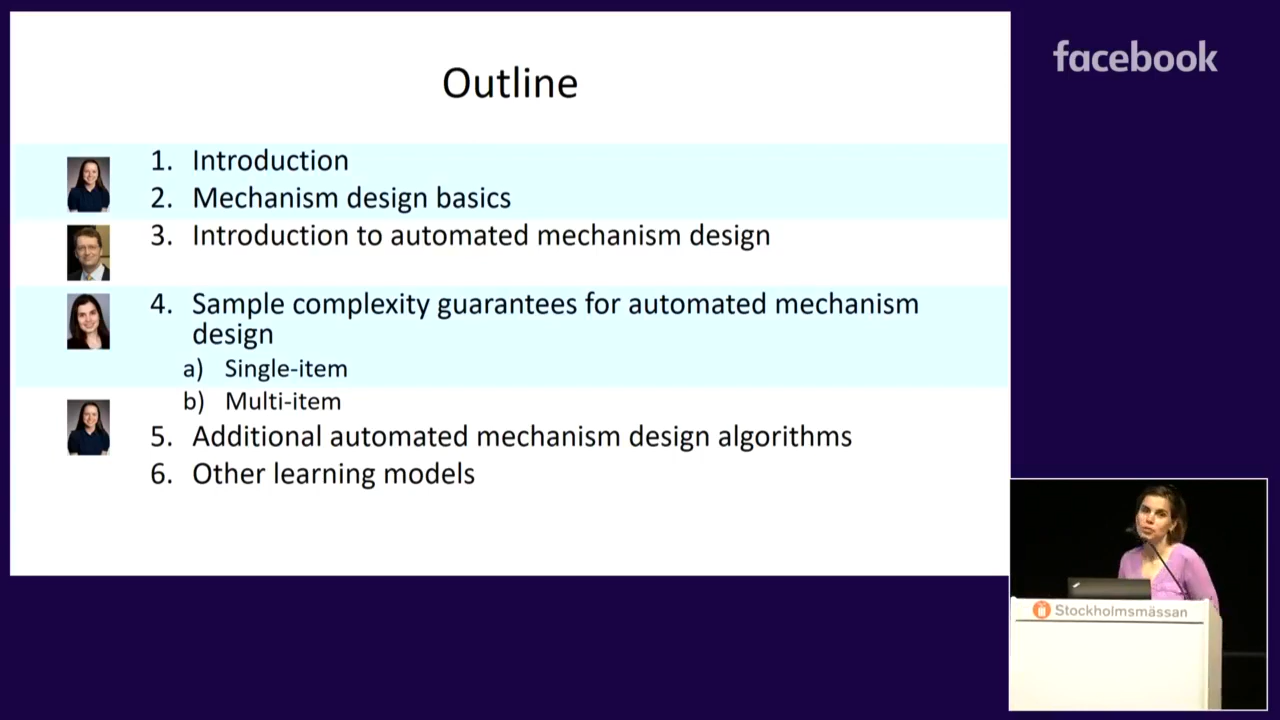 facebook
Outline
1. Introduction
2. Mechanism design basics
3. Introduction to automated mechanism design
4. Sample complexity guarantees for automated mechanism
design
a) Single-item
b) Multi-item
5. Additional automated mechanism design algorithms
6. Other learning models
Stockholmsmässan